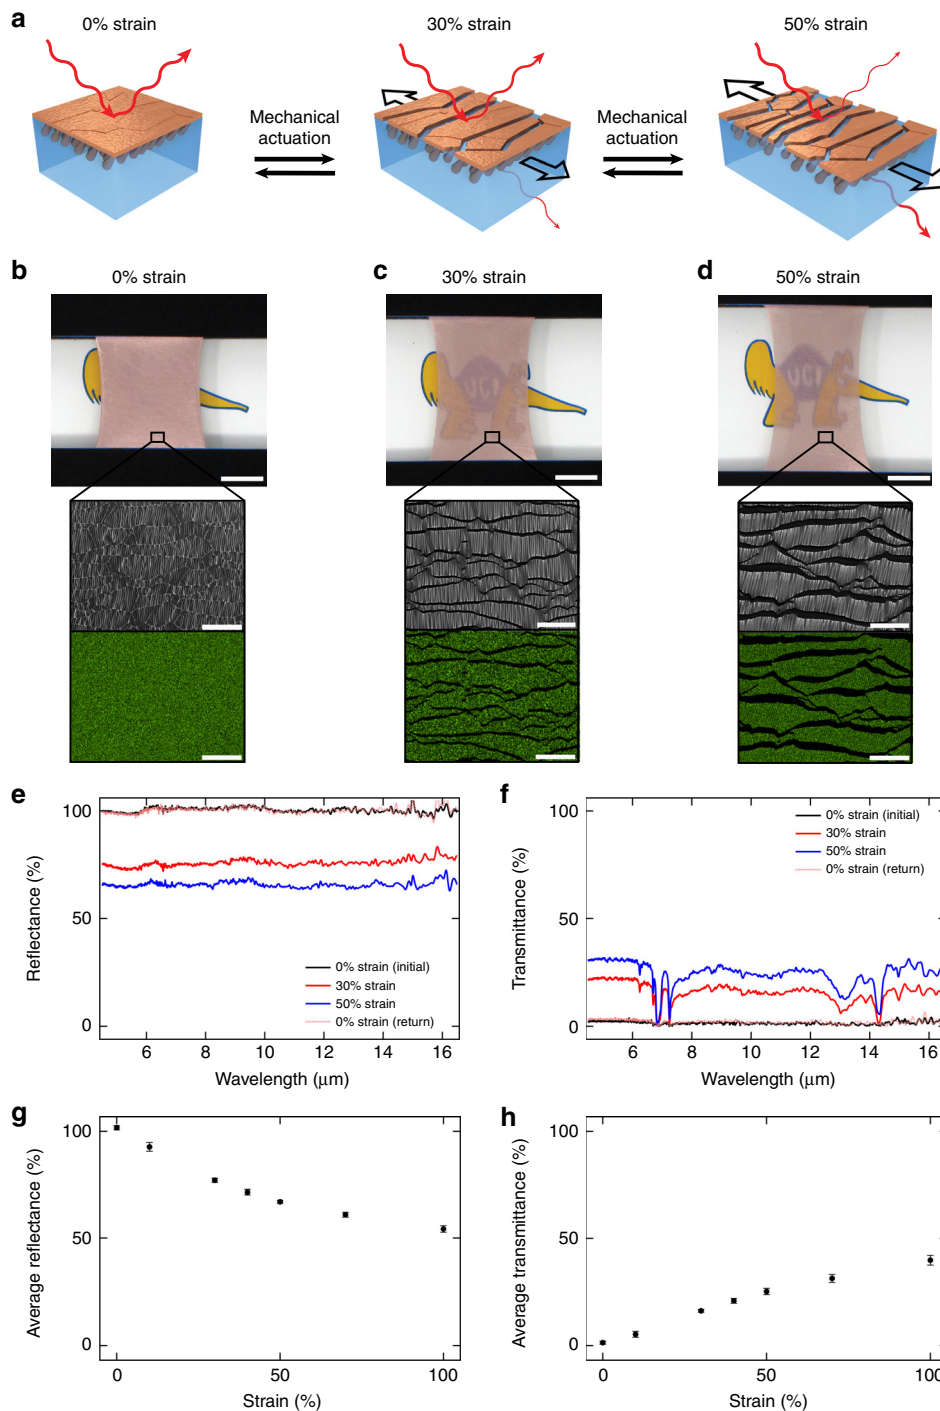 a
0% strain
30% strain
50% strain
Mechanical
actuation
Mechanical
actuation
b
0% strain
c
30% strain
d
50% strain
UCI
UCI
e
100
50
0
Reflectance (%)
6 8 10 12 14 16
Wavelength (μm)
0% strain (initial)
30% strain
50% strain
0% strain (return)
f
100
50
0
Transmittance (%)
6 8 10 12 14 16
Wavelength (μm)
0% strain (initial)
30% strain
50% strain
0% strain (return)
g
100
50
0
Average reflectance (%)
0 50 100
Strain (%)
h
100
50
0
Average transmittance (%)
0 50 100
Strain (%)